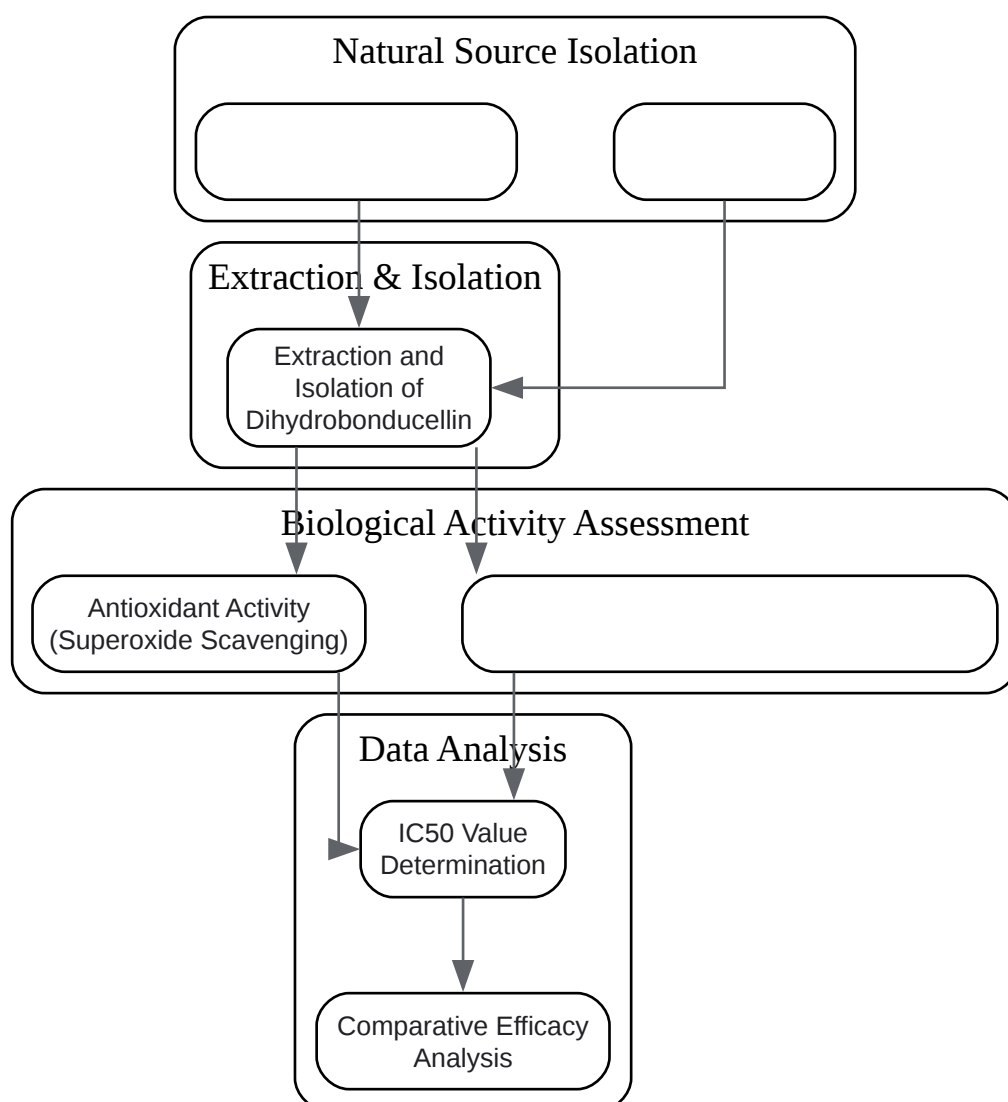 Natural Source Isolation
Extraction & Isolation
Extraction and
Isolation of
Dihydrobonducellin
Biological Activity Assessment
Antioxidant Activity
(Superoxide Scavenging)
Data Analysis
IC50 Value
Determination
Comparative Efficacy
Analysis